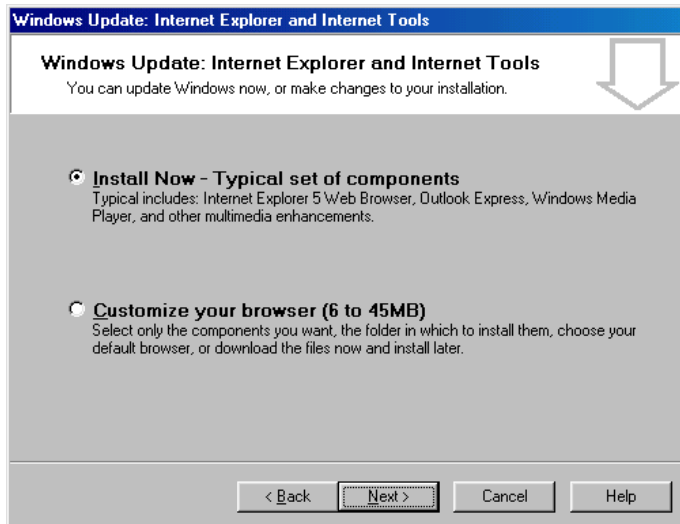 Windows Update: Internet Explorer and Internet Tools
Windows Update: Internet Explorer and Internet Tools
You can update Windows now, or make changes to your installation.
Install Now - Typical set of components
Typical includes: Internet Explorer 5 Web Browser, Outlook Express, Windows Media
Player, and other multimedia enhancements.
Customize your browser (6 to 45MB)
Select only the components you want, the folder in which to install them, choose your
default browser, or download the files now and install later.
< Back Next > Cancel Help